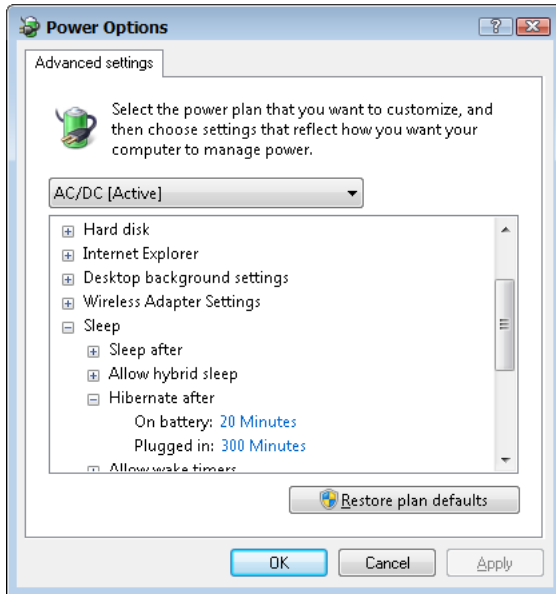 Power Options
Advanced settings
Select the power plan that you want to customize, and
then choose settings that reflect how you want your
computer to manage power.
AC/DC [Active]
Hard disk
Internet Explorer
Desktop background settings
Wireless Adapter Settings
Sleep
Sleep after
Allow hybrid sleep
Hibernate after
On battery: 20 Minutes
Plugged in: 300 Minutes
Allow wake timers
Restore plan defaults
OK Cancel Apply